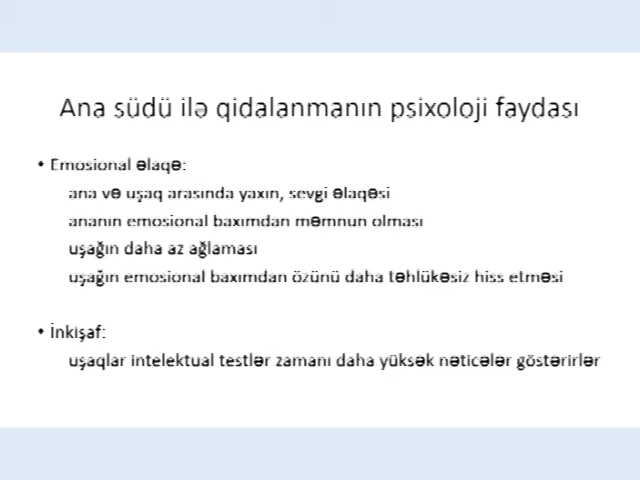 Ana südü ilə qidalanmanın psixoloji faydası
• Emosional əlaqə:
ana və uşaq arasında yaxın, sevgi əlaqəsi
ananın emosional baxımdan məmnun olması
uşağın daha az ağlaması
uşağın emosional baxımdan özünü daha təhlükəsiz hiss etməsi
• İnkişaf:
uşaqlar intelektual testlər zamanı daha yüksək nəticələr göstərirlər